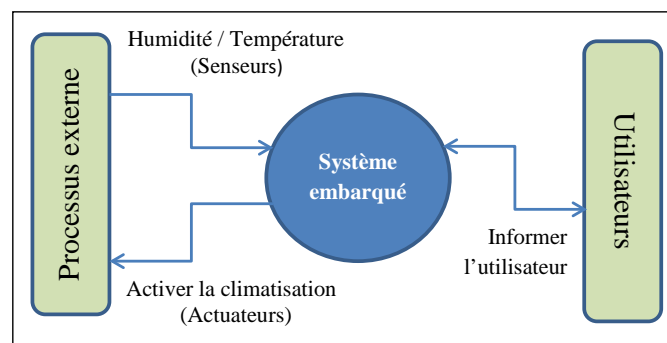 Humidité / Température
(Senseurs)
Processus externe
Système
embarqué
Utilisateurs
Informer
l'utilisateur
Activer la climatisation
(Actuateurs)